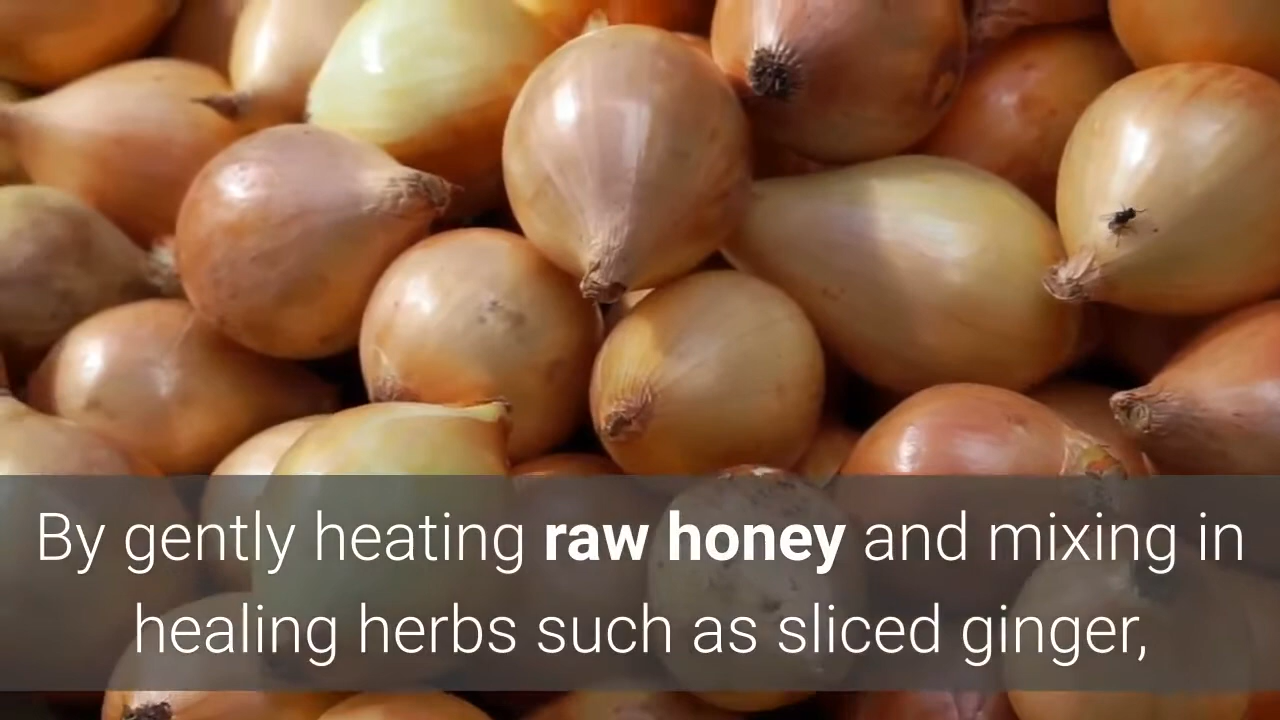 By gently heating raw honey and mixing in
healing herbs such as sliced ginger,